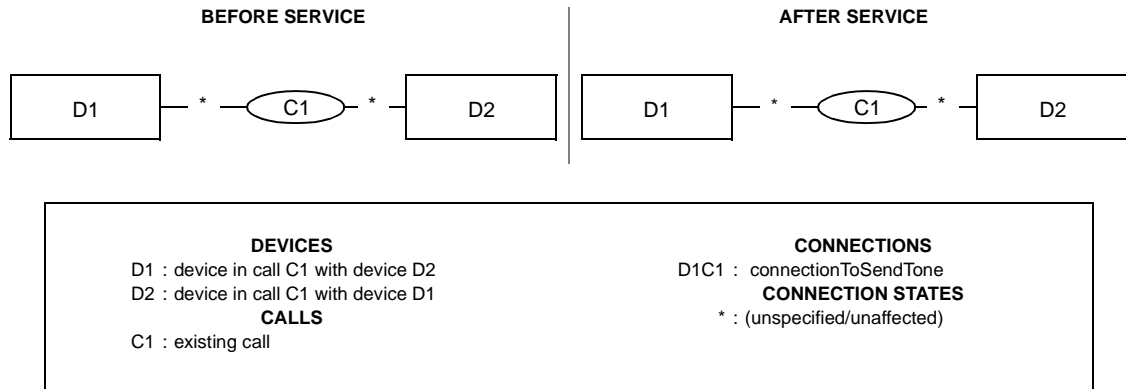 BEFORE SERVICE
AFTER SERVICE
D1 * C1 * D2
D1 * C1 * D2
DEVICES
D1 : device in call C1 with device D2
D2 : device in call C1 with device D1
CALLS
C1 : existing call
CONNECTIONS
D1C1 : connectionToSendTone
CONNECTION STATES
* : (unspecified/unaffected)